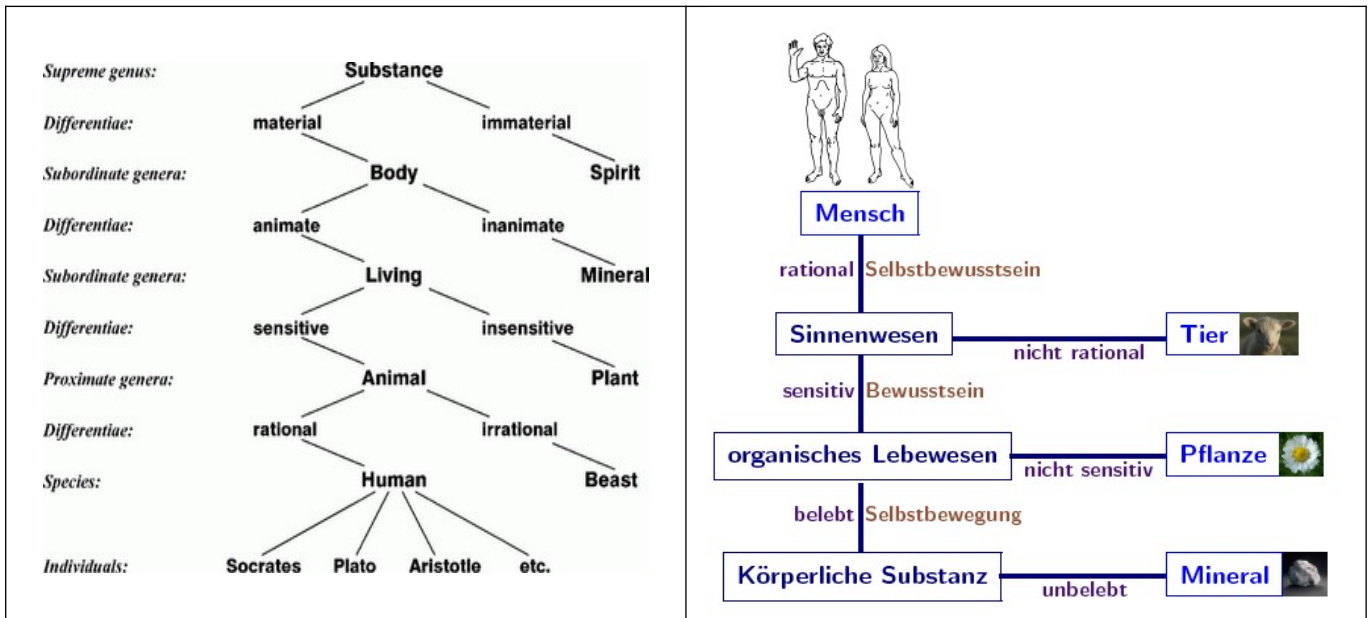 Supreme genus: Substance
Differentiae: material immaterial
Subordinate genera: Body Spirit
Differentiae: animate inanimate
Subordinate genera: Living Mineral
Differentiae: sensitive insensitive
Proximate genera: Animal Plant
Differentiae: rational irrational
Species: Human Beast
Individuals: Socrates Plato Aristotle etc.
Mensch
rational Selbstbewusstsein
Sinnenwesen Tier
nicht rational
sensitiv Bewusstsein
organisches Lebewesen Pflanze
nicht sensitiv
belebt Selbstbewegung
Körperliche Substanz Mineral
unbelebt